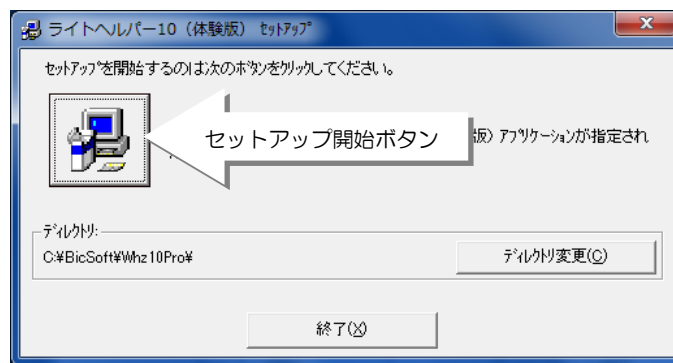 ライトヘルパー10（体験版） ｾｯﾄｱｯﾌﾟ
ｾｯﾄｱｯﾌﾟを開始するのは次のﾎﾞﾀﾝをｸﾘｯｸしてください。
セットアップ開始ボタン
版） ｱﾌﾟﾘｹｰｼｮﾝが指定され
ﾃﾞｨﾚｸﾄﾘ:
C:¥BicSoft¥Whz10Pro¥
ﾃﾞｨﾚｸﾄﾘ変更(C)
終了(X)